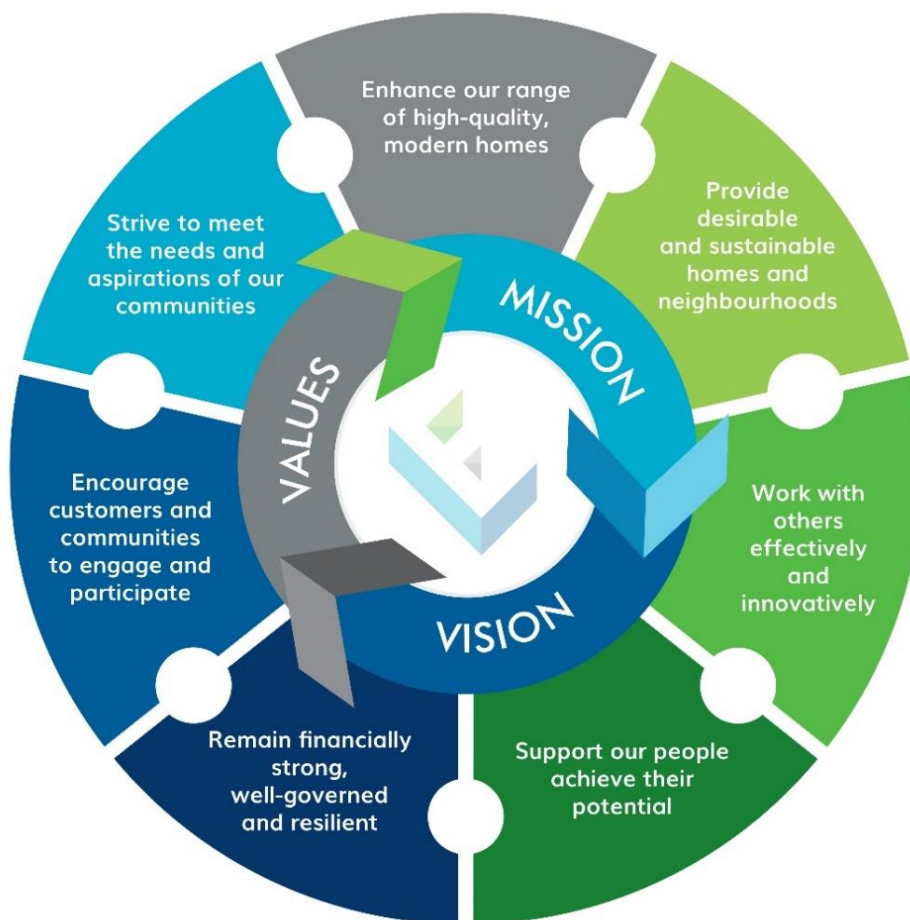 Enhance our range
of high-quality,
modern homes
Provide
desirable
and sustainable
homes and
neighbourhoods
Work with
others
effectively
and
innovatively
Support our people
achieve their
potential
Remain financially
strong,
well-governed
and resilient
Encourage
customers and
communities
to engage and
participate
Strive to meet
the needs and
aspirations of our
communities
MISSION
VISION
VALUES